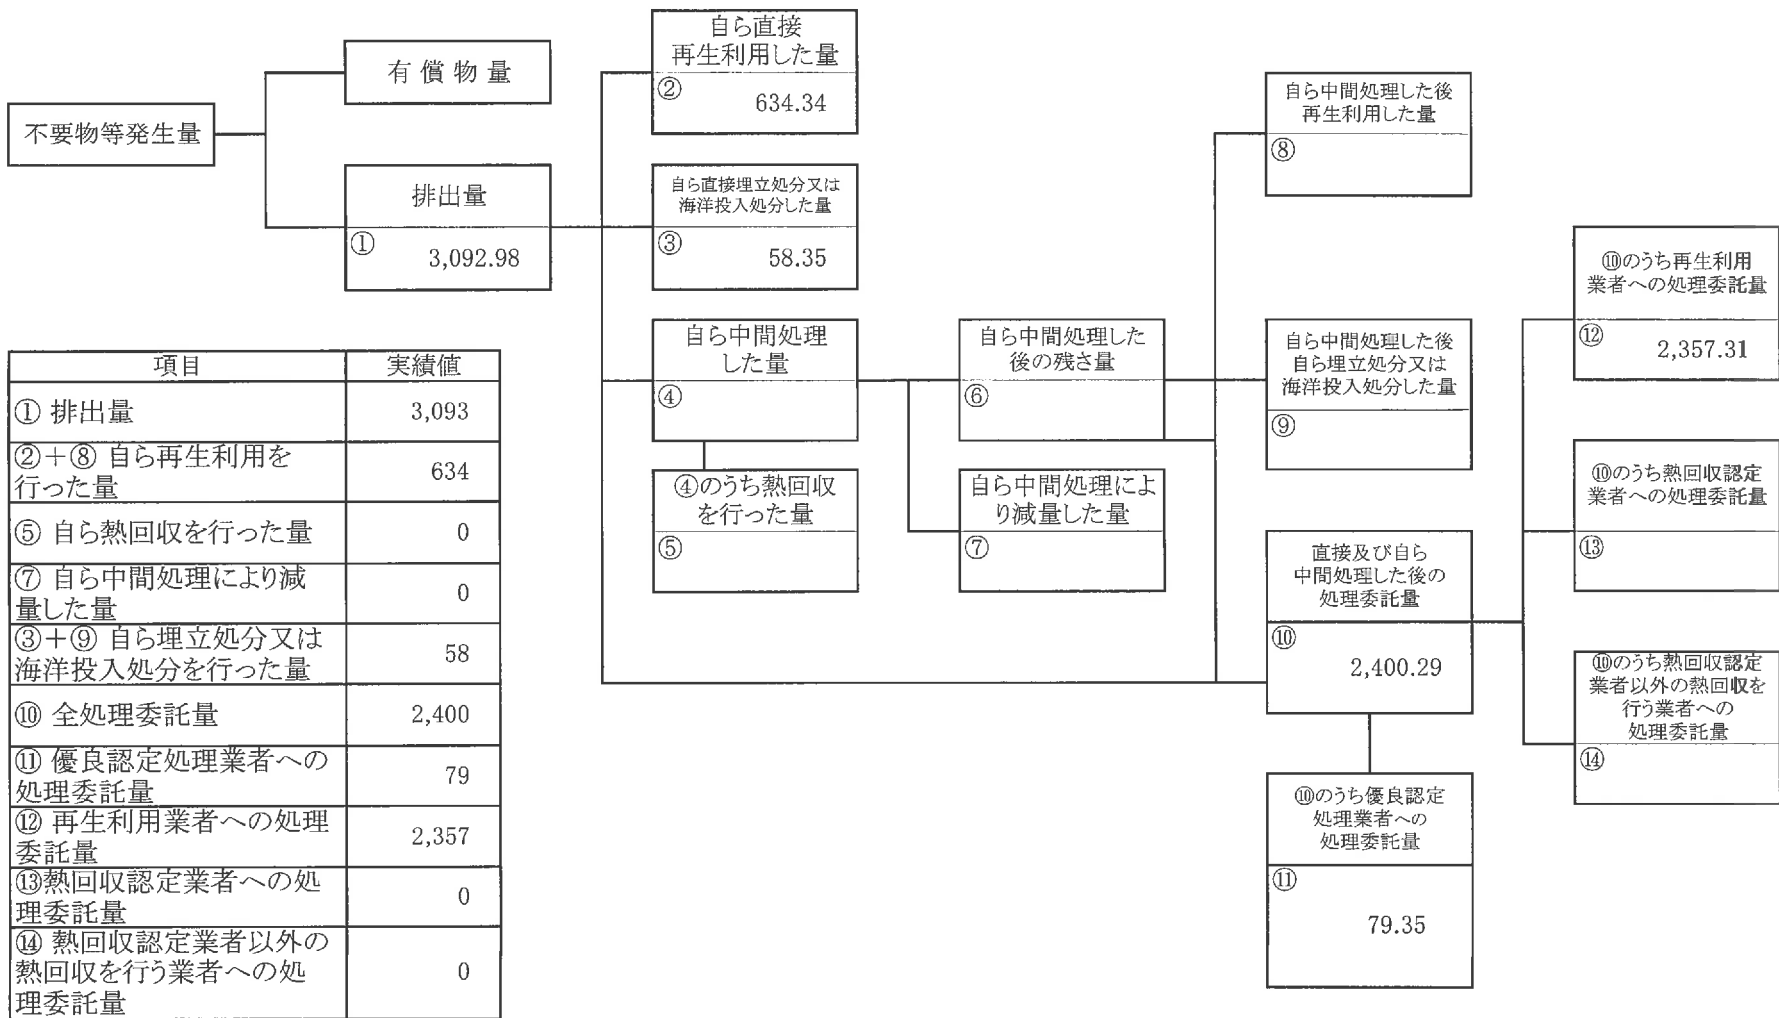 不要物等発生量
有償物量
排出量
① 3,092.98
自ら直接
再生利用した量
② 634.34
自ら直接埋立処分又は
海洋投入処分した量
③ 58.35
自ら中間処理
した量
④
④のうち熱回収
を行った量
⑤
自ら中間処理した
後の残さ量
⑥
自ら中間処理によ
り減量した量
⑦
自ら中間処理した後
再生利用した量
⑧
自ら中間処理した後
自ら埋立処分又は
海洋投入処分した量
⑨
直接及び自ら
中間処理した後の
処理委託量
⑩ 2,400.29
⑩のうち優良認定
処理業者への
処理委託量
⑪ 79.35
⑩のうち再生利用
業者への処理委託量
⑫ 2,357.31
⑩のうち熱回収認定
業者への処理委託量
⑬
⑩のうち熱回収認定
業者以外の熱回収を
行う業者への
処理委託量
⑭
項目 実績値
① 排出量 3,093
②+⑧ 自ら再生利用を
行った量 634
⑤ 自ら熱回収を行った量 0
⑦ 自ら中間処理により減
量した量 0
③+⑨ 自ら埋立処分又は
海洋投入処分を行った量 58
⑩ 全処理委託量 2,400
⑪ 優良認定処理業者への
処理委託量 79
⑫ 再生利用業者への処理
委託量 2,357
⑬熱回収認定業者への処
理委託量 0
⑭ 熱回収認定業者以外の
熱回収を行う業者への処
理委託量 0